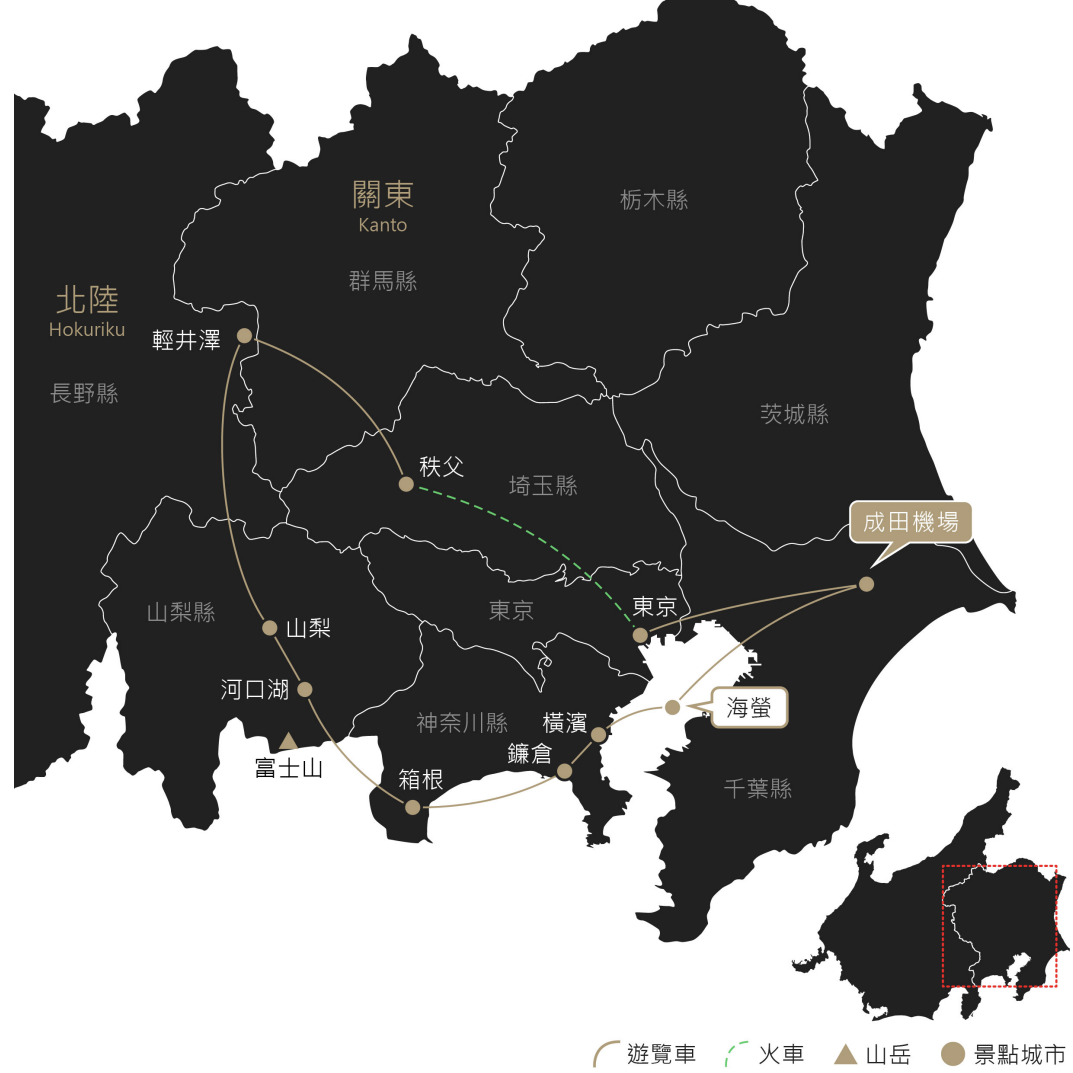 栃木縣
關東
Kanto
群馬縣
北陸
Hokuriku
輕井澤
長野縣
茨城縣
秩父
埼玉縣
成田機場
山梨縣
東京
東京
山梨
河口湖
海螢
神奈川縣
橫濱
鐮倉
富士山
箱根
千葉縣
遊覽車 火車 山岳 景點城市